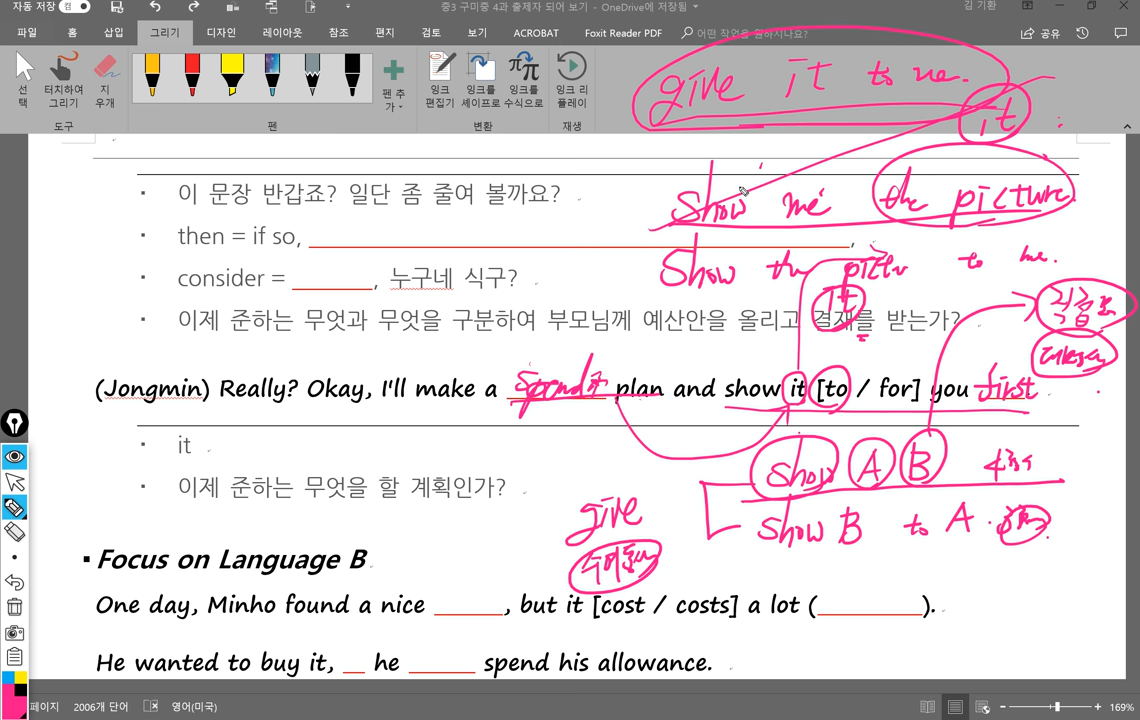 자동 저장 켬 중3 구미중 4과 출제자 되어 보기 - OneDrive에 저장됨 김 기환
파일 홈 삽입 그리기 디자인 레이아웃 참조 편지 검토 보기 ACROBAT Foxit Reader PDF 어떤 작업을 원하시나요? 공유
선택 터치하여 그리기 지우개 펜 추가 잉크 편집기 잉크를 셰이프로 잉크를 수식으로 잉크 리플레이
도구 펜 변환 재생
give it to me.
it
이 문장 반갑죠? 일단 좀 줄여 볼까요?
show me the picture
then = if so, ,
show the to me.
consider = , 누구네 식구?
it
직접목
이제 준하는 무엇과 무엇을 구분하여 부모님께 예산안을 올리고 결재를 받는가?
(Jongmin) Really? Okay, I'll make a plan and show it [to / for] you first
it
show A B
이제 준하는 무엇을 할 계획인가?
give
show B to A.
Focus on Language B
One day, Minho found a nice , but it [cost / costs] a lot ( ).
He wanted to buy it, he spend his allowance.
페이지 2006개 단어 영어(미국) 169%